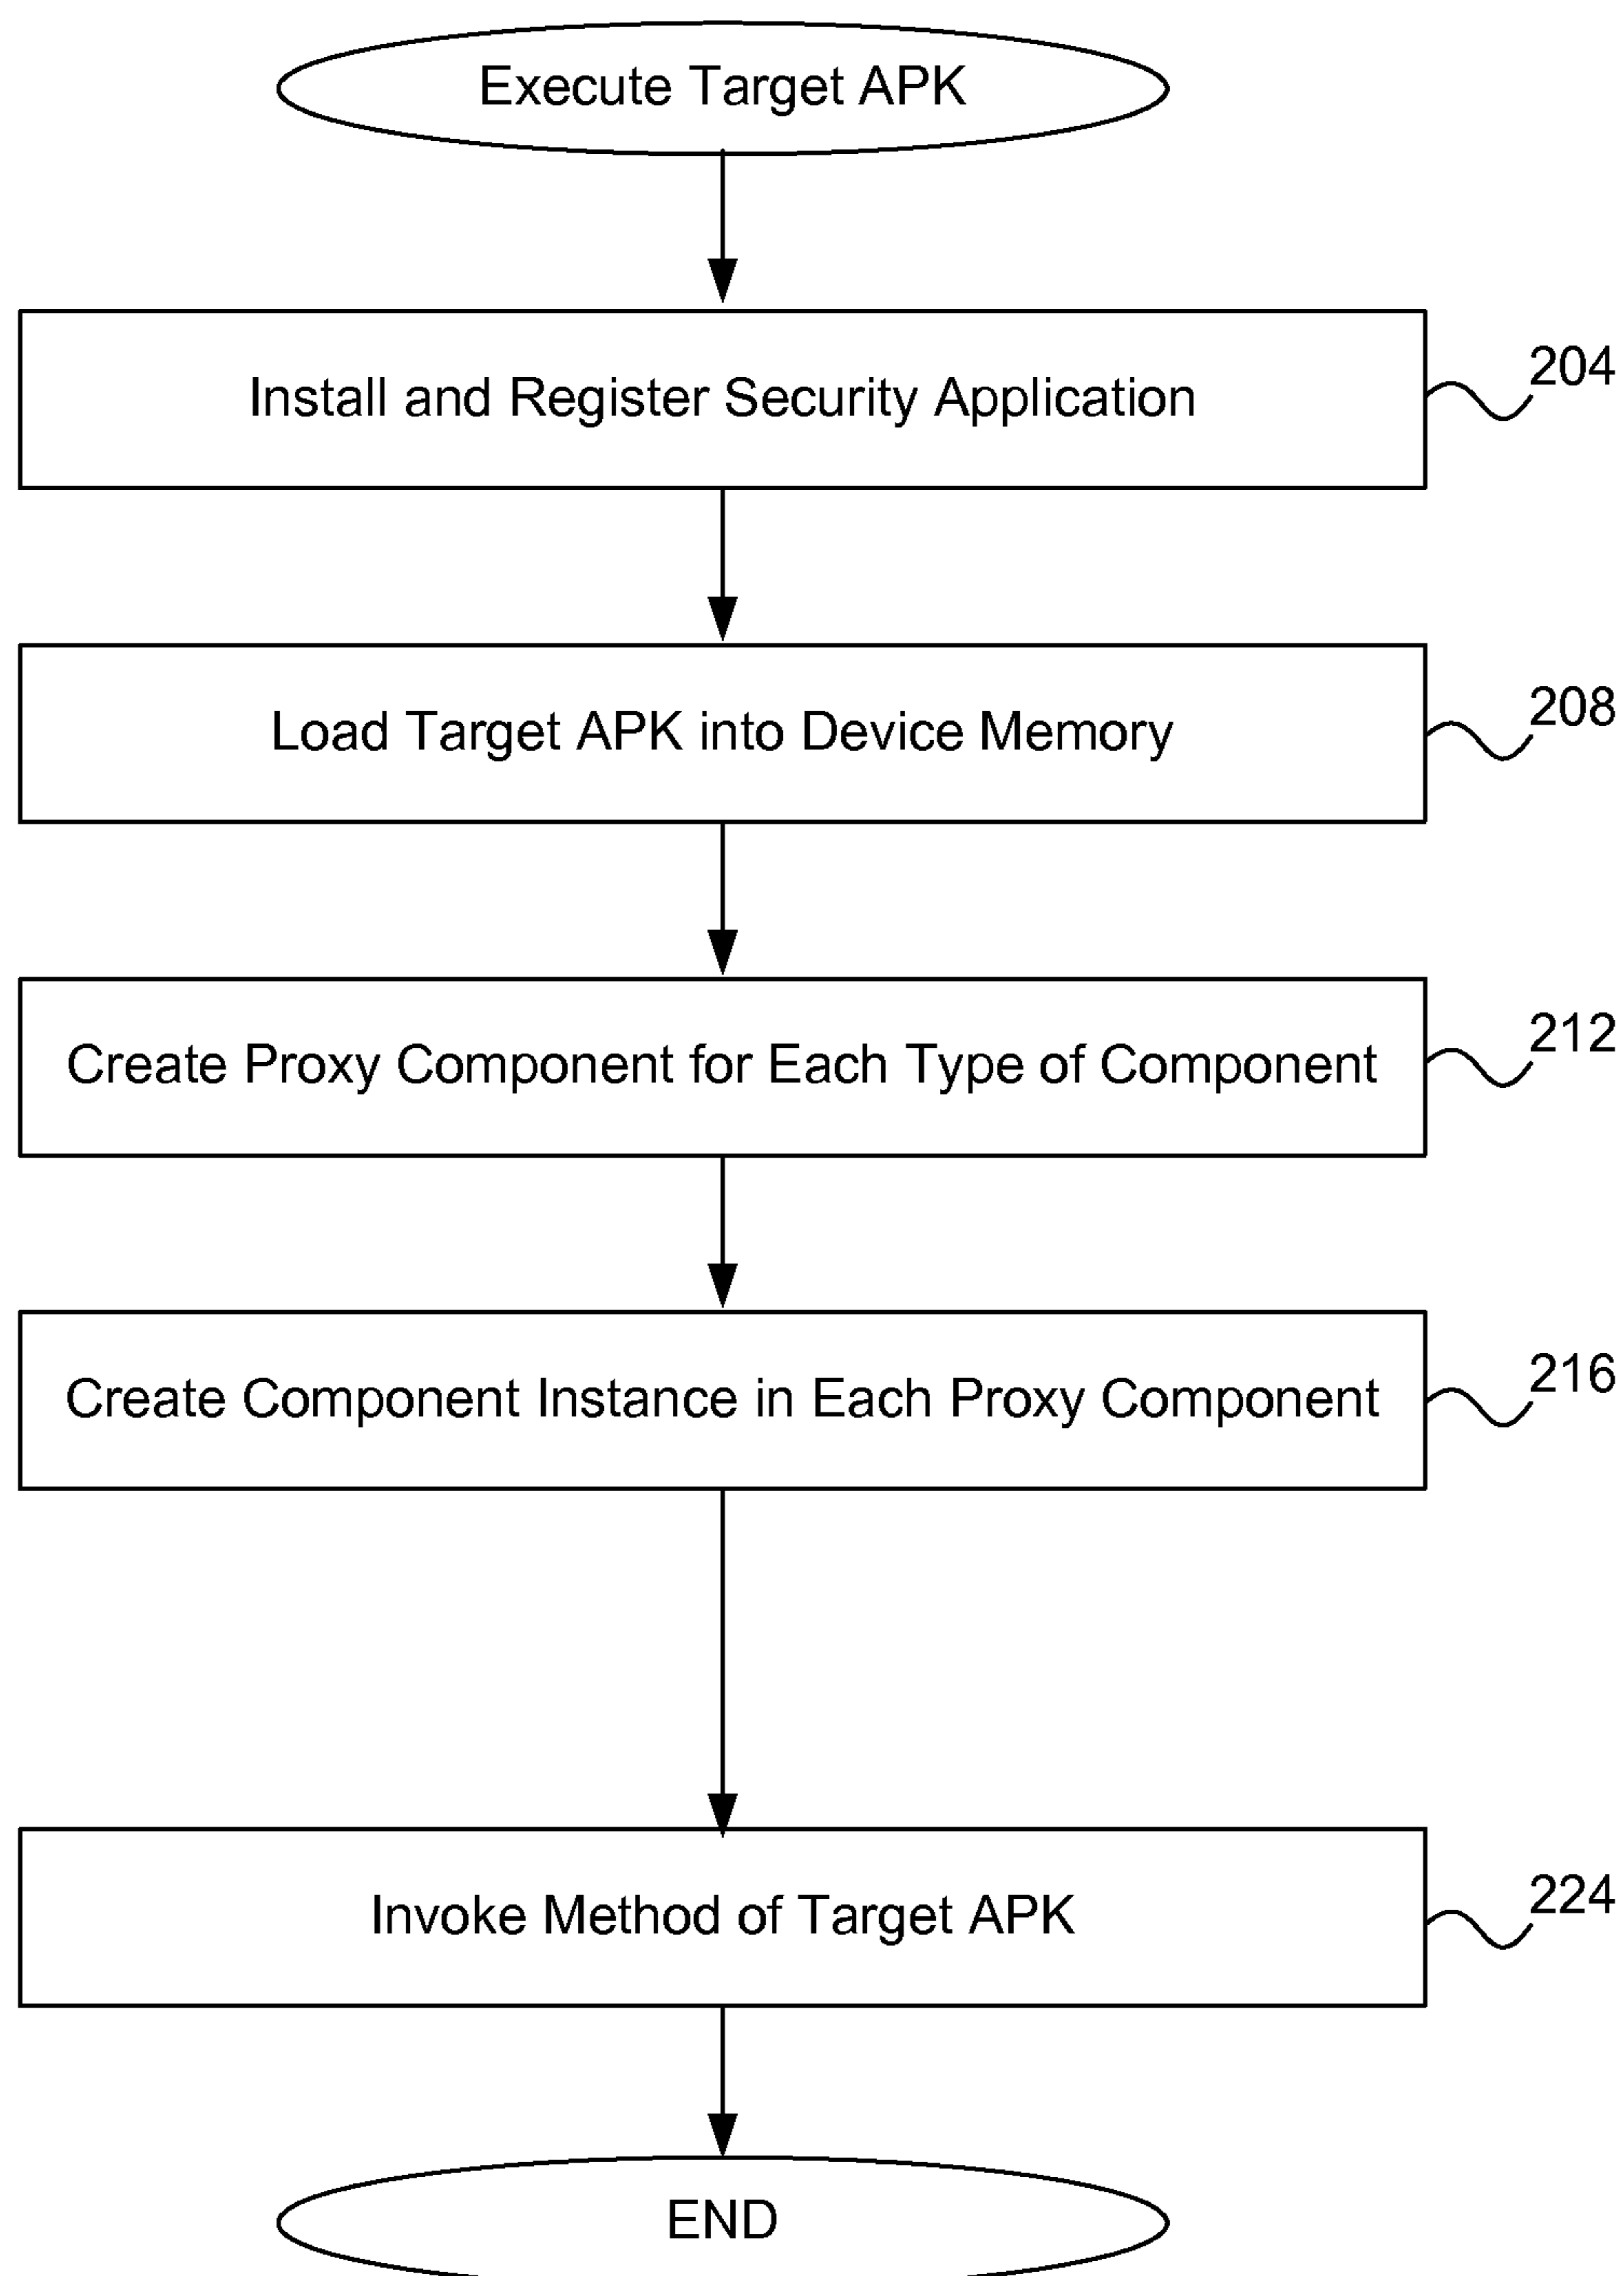 Execute Target APK
Install and Register Security Application
204
Load Target APK into Device Memory
208
Create Proxy Component for Each Type of Component
212
Create Component Instance in Each Proxy Component
216
Invoke Method of Target APK
224
END